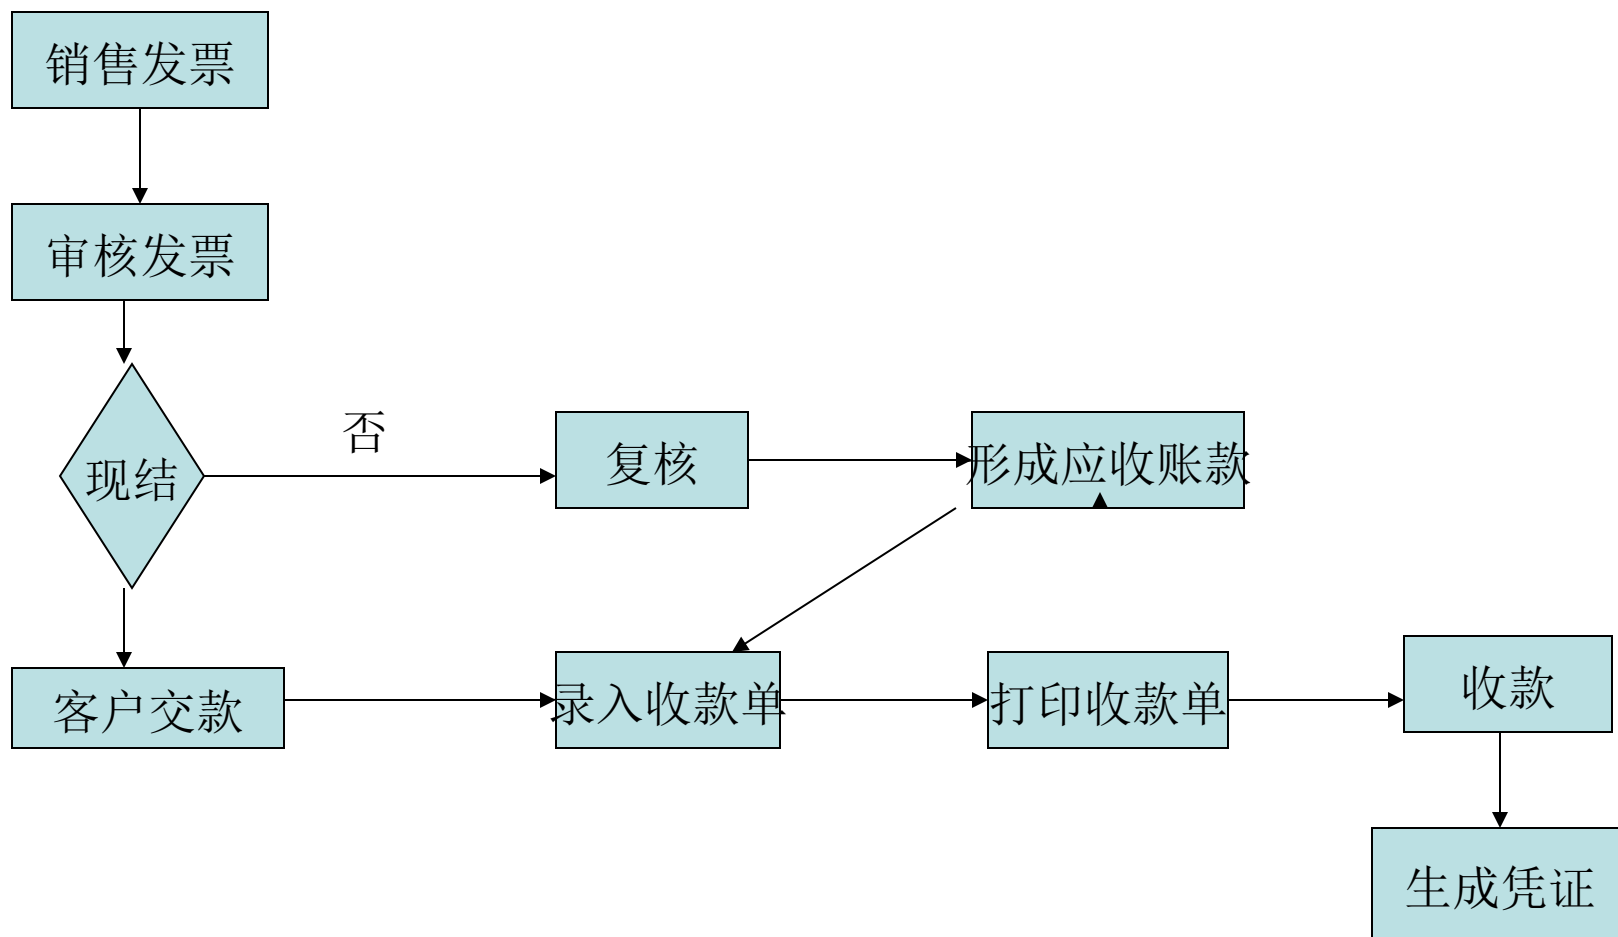 销售发票
审核发票
否
现结
复核
形成应收账款
客户交款
录入收款单
打印收款单
收款
生成凭证